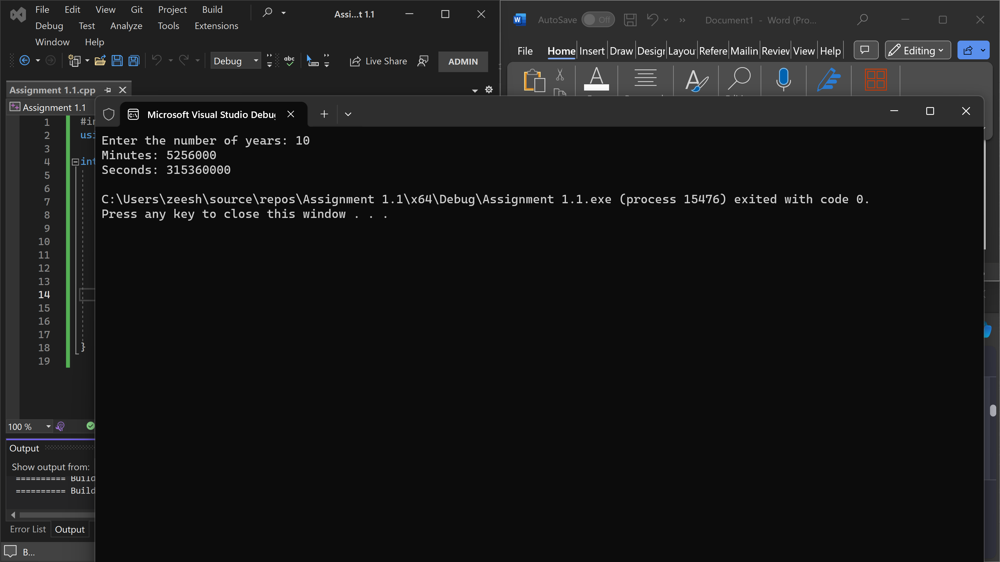 File Edit View Git Project Build
Debug Test Analyze Tools Extensions
Window Help
Assi...t 1.1
Debug
abc
Live Share
ADMIN
Assignment 1.1.cpp
Assignment 1.1
1 #in
2 usi
3
4 int
5
6
7
8
9
10
11
12
13
14
15
16
17
18 }
19
100 %
Output
Show output from:
========== Build
========== Build
Error List Output
B...
W AutoSave Off Document1 - Word (Pro...
File Home Insert Draw Desigr Layou Refere Mailin Review View Help Editing
Microsoft Visual Studio Debug
Enter the number of years: 10
Minutes: 5256000
Seconds: 315360000
C:\Users\zeesh\source\repos\Assignment 1.1\x64\Debug\Assignment 1.1.exe (process 15476) exited with code 0.
Press any key to close this window . . .